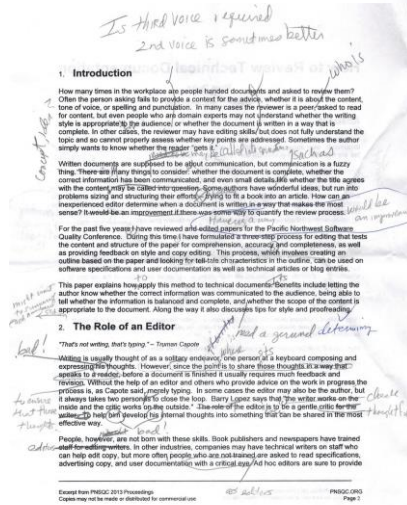 Is third voice required
2nd voice is sometimes better
who's
1. Introduction
How many times in the workplace are people handed documents and asked to review them?
Often the person asking fails to provide a context for the advice, whether it is about the content,
tone of voice, or spelling and punctuation. In many cases the reviewer is a peer asked to read
for content, but even people who are domain experts may not understand whether the writing
style is appropriate to the audience; or whether the document is written in a way that is
complete. In other cases, the reviewer may have editing skills but does not fully understand the
topic and so cannot properly assess whether key points are addressed. Sometimes the author
simply wants to know whether the reader "gets it."
such as
Written documents are supposed to be about communication, but communication is a fuzzy
thing. There are many things to consider: whether the document is complete, whether the
correct information has been communicated, and even small details like whether the title agrees
with the content may be called into question. Some authors have wonderful ideas, but run into
problems sizing and structuring their efforts, trying to fit a book into an article. How can an
inexperienced editor determine when a document is written in a way that makes the most
sense? It would be an improvement if there was some way to quantify the review process.
would be
an improvement
Have a way
For the past five years I have reviewed and edited papers for the Pacific Northwest Software
Quality Conference. During this time I have formulated a three-step process for editing that tests
the content and structure of the paper for comprehension, accuracy and completeness, as well
as providing feedback on style and copy editing. This process, which involves creating an
outline based on the paper and looking for tell-tale characteristics in the outline, can be used on
software specifications and user documentation as well as technical articles or blog entries.
to
This paper explains how apply this method to technical documents. Benefits include letting the
author know whether the correct information was communicated to the audience, being able to
tell whether the information is balanced and complete, and whether the scope of the content is
appropriate to the document. Along the way it also discusses tips for style and proofreading.
2. The Role of an Editor
need a gerund determining
"That's not writing, that's typing." – Truman Capote
bad!
Writing is usually thought of as a solitary endeavor, one person at a keyboard composing and
expressing his thoughts. However, since the point is to share those thoughts in a way that
speaks to a reader, before a document is finished it usually requires much feedback and
revision. Without the help of an editor and others who provide advice on the work in progress the
process is, as Capote said, merely typing. In some cases the editor may also be the author, but
it always takes two persons to close the loop. Barry Lopez says that "the writer works on the
inside and the critic works on the outside." The role of the editor is to be a gentle critic for the
writer. To help him develop his internal thoughts into something that can be shared in the most
effective way.
bad!
People, however, are not born with these skills. Book publishers and newspapers have trained
staff for editing writers. In other industries, companies may have technical writers on staff who
can help edit copy, but more often people who are not trained are asked to read specifications,
advertising copy, and user documentation with a critical eye. Ad hoc editors are sure to provide
as editors
Excerpt from PNSQC 2013 Proceedings
Copies may not be made or distributed for commercial use
PNSQC.ORG
Page 2